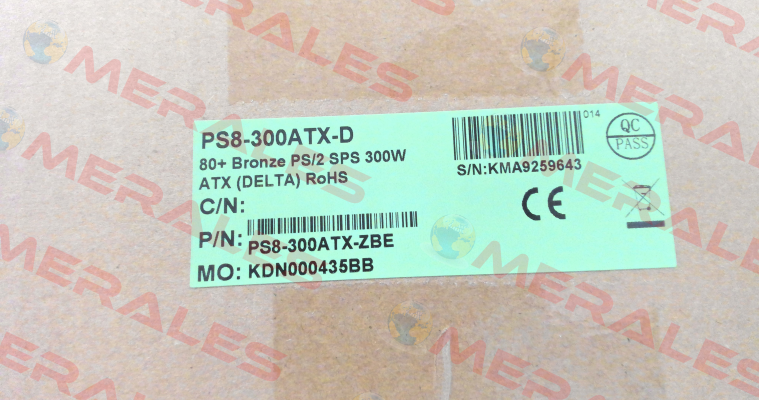 PS8-300ATX-D
80+ Bronze PS/2 SPS 300W
ATX (DELTA) RoHS
C/N:
P/N: PS8-300ATX-ZBE
MO: KDN000435BB
014
S/N:KMA9259643
QC
PASS
CE
MERALES
MERALES
MERALES
MERALES
MERALES
MERALES